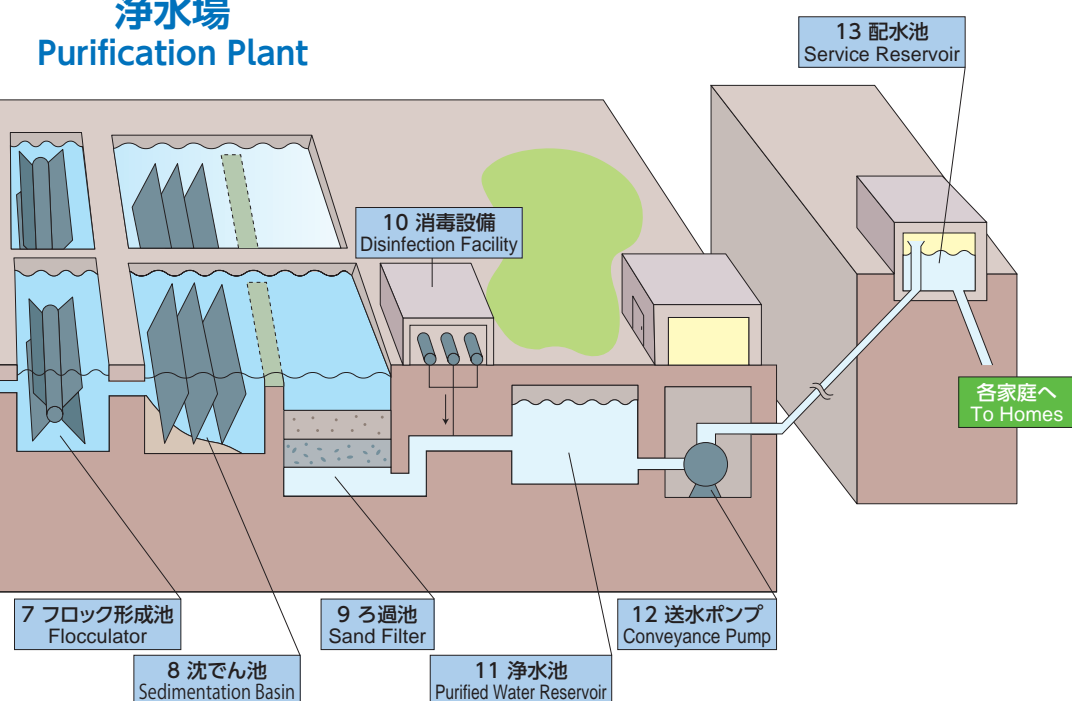 浄水場
Purification Plant
13 配水池
Service Reservoir
10 消毒設備
Disinfection Facility
各家庭へ
To Homes
7 フロック形成池
Flocculator
8 沈でん池
Sedimentation Basin
9 ろ過池
Sand Filter
11 浄水池
Purified Water Reservoir
12 送水ポンプ
Conveyance Pump